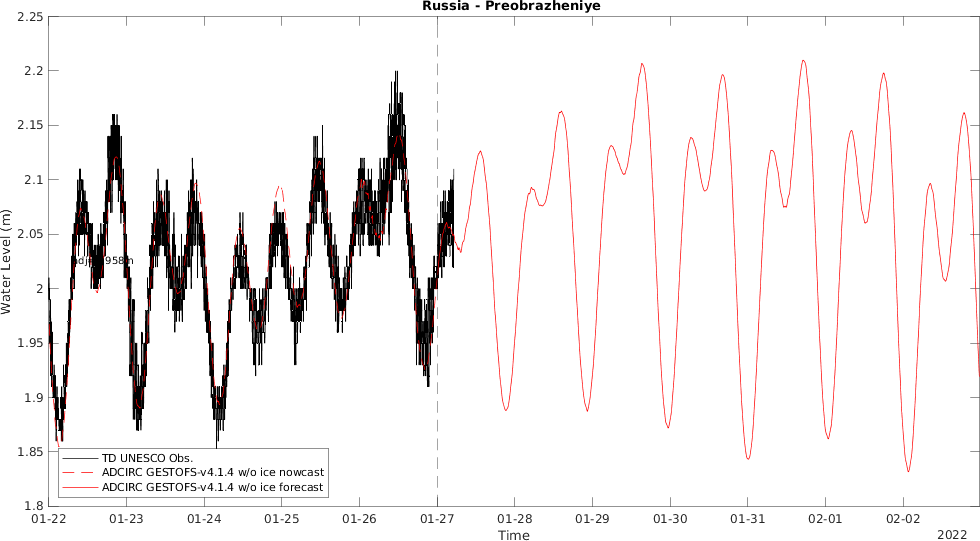 Russia - Preobrazheniye
2.25
2.2
2.15
2.1
2.05
2
1.95
1.9
1.85
1.8
Water Level (m)
TD UNESCO Obs.
ADCIRC GESTOFS-v4.1.4 w/o ice nowcast
ADCIRC GESTOFS-v4.1.4 w/o ice forecast
01-22 01-23 01-24 01-25 01-26 01-27 01-28 01-29 01-30 01-31 02-01 02-02
Time
2022